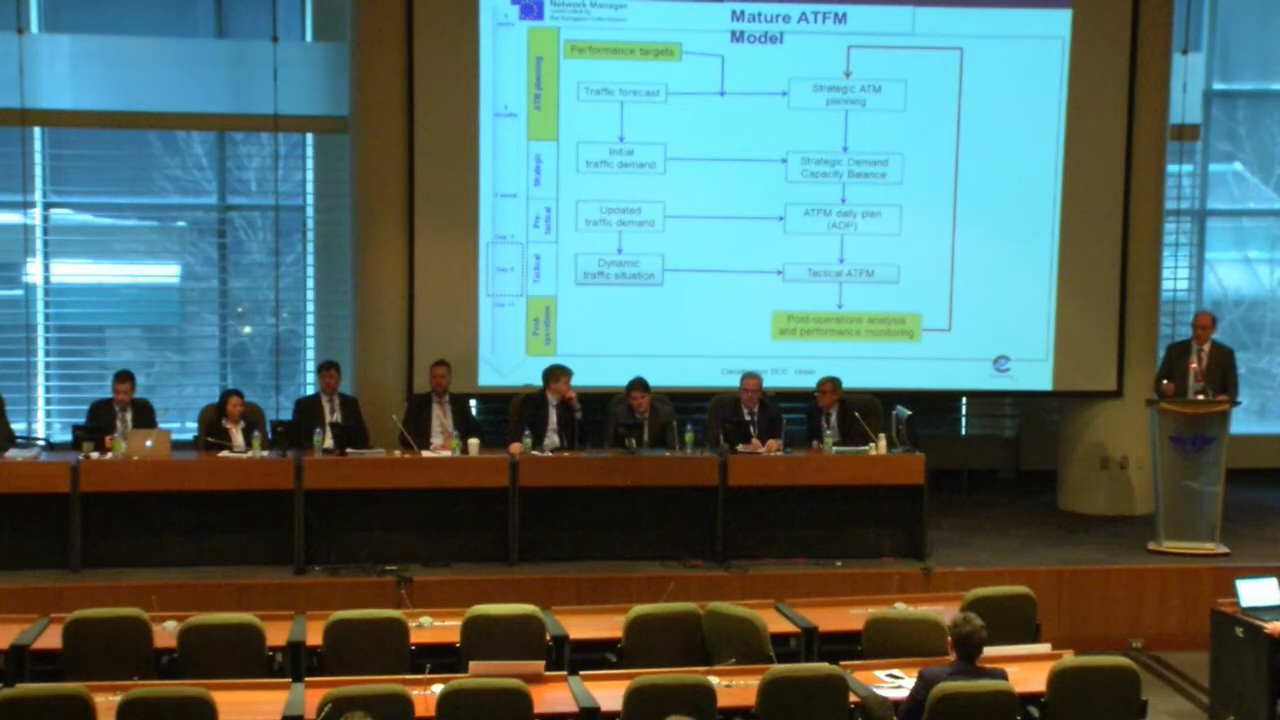 Network Manager
nominated by
the European Commission
Mature ATFM
Model
Performance targets
ATM planning
Traffic forecast
Strategic ATM
planning
Strategic
Initial
traffic demand
Strategic Demand
Capacity Balance
Pre-
tactical
Updated
traffic demand
ATFM daily plan
(ADP)
Tactical
Dynamic
traffic situation
Tactical ATFM
Post-
operations
Post-operations analysis
and performance monitoring